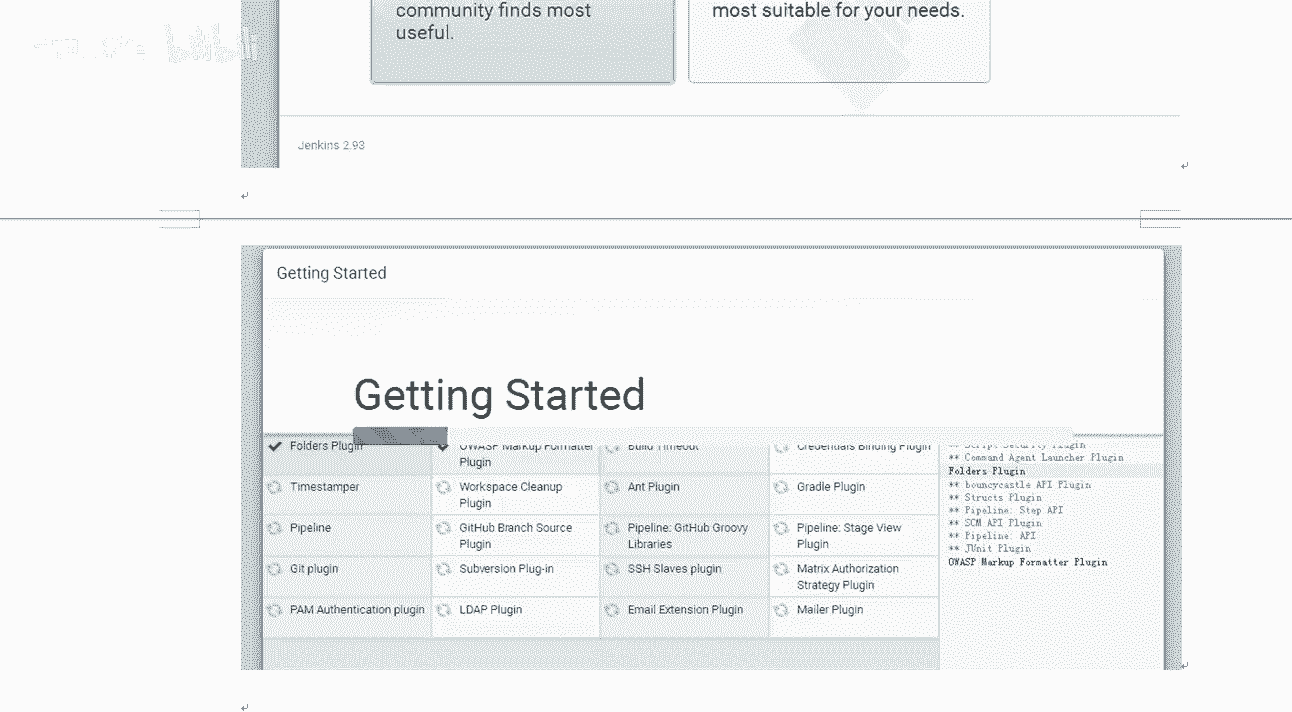 community finds most
useful.
most suitable for your needs.
Jenkins 2.93
Getting Started
Getting Started
Folders Plugin
OWASP Markup Formatter
Plugin
Build Timeout
Credentials Binding Plugin
Timestamper
Workspace Cleanup
Plugin
Ant Plugin
Gradle Plugin
Pipeline
GitHub Branch Source
Plugin
Pipeline: GitHub Groovy
Libraries
Pipeline: Stage View
Plugin
Git plugin
Subversion Plug-in
SSH Slaves plugin
Matrix Authorization
Strategy Plugin
PAM Authentication plugin
LDAP Plugin
Email Extension Plugin
Mailer Plugin
** Script Security Plugin
** Command Agent Launcher Plugin
Folders Plugin
** bouncycastle API Plugin
** Structs Plugin
** Pipeline: Step API
** SCM API Plugin
** Pipeline: API
** JUnit Plugin
OWASP Markup Formatter Plugin